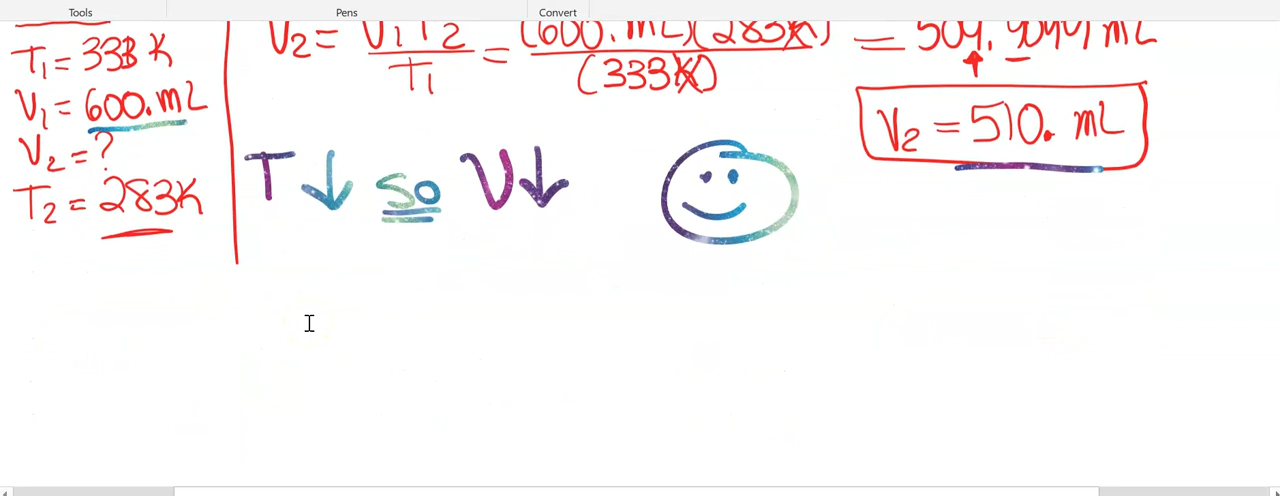 Tools Pens Convert
T₁ = 333 K
V₁ = 600. mL
V₂ = ?
T₂ = 283K
V₂ = V₁T₂ / T₁ = (600. mL)(283K) / (333K) = 509. mL
V₂ = 510. mL
T ↓ so V ↓